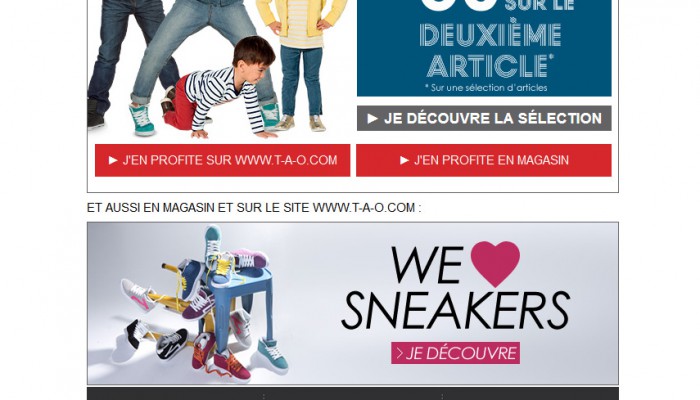 SUR LE
DEUXIÈME
ARTICLE*
* Sur une sélection d'articles
► JE DÉCOUVRE LA SÉLECTION
► J'EN PROFITE SUR WWW.T-A-O.COM
► J'EN PROFITE EN MAGASIN
ET AUSSI EN MAGASIN ET SUR LE SITE WWW.T-A-O.COM :
WE
SNEAKERS
> JE DÉCOUVRE